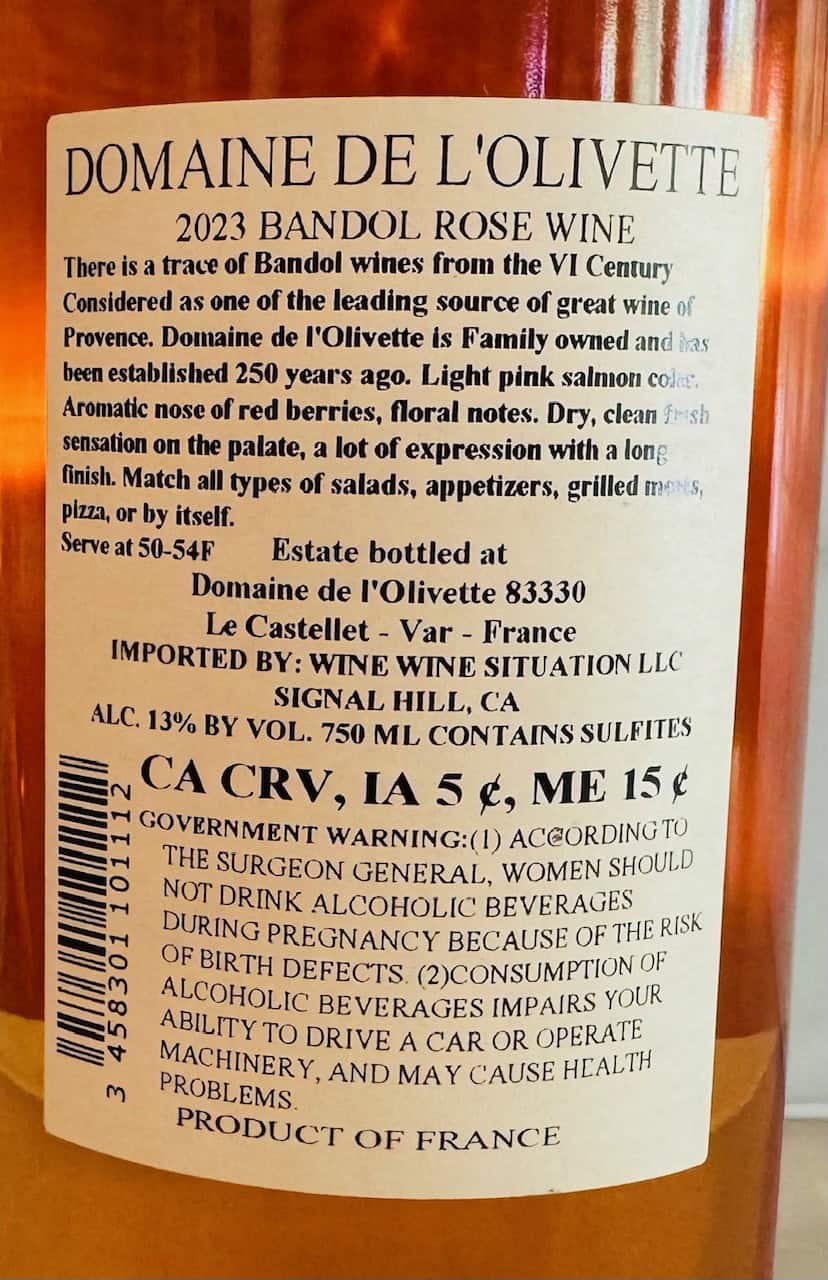 DOMAINE DE L'OLIVETTE
2023 BANDOL ROSE WINE
There is a trace of Bandol wines from the VI Century
Considered as one of the leading source of great wine of
Provence. Domaine de l'Olivette is Family owned and has
been established 250 years ago. Light pink salmon color.
Aromatic nose of red berries, floral notes. Dry, clean fresh
sensation on the palate, a lot of expression with a long
finish. Match all types of salads, appetizers, grilled meats,
pizza, or by itself.
Serve at 50-54F Estate bottled at
Domaine de l'Olivette 83330
Le Castellet - Var - France
IMPORTED BY: WINE WINE SITUATION LLC
SIGNAL HILL, CA
ALC. 13% BY VOL. 750 ML CONTAINS SULFITES
CA CRV, IA 5 ¢, ME 15 ¢
GOVERNMENT WARNING:(1) ACCORDING TO
THE SURGEON GENERAL, WOMEN SHOULD
NOT DRINK ALCOHOLIC BEVERAGES
DURING PREGNANCY BECAUSE OF THE RISK
OF BIRTH DEFECTS. (2)CONSUMPTION OF
ALCOHOLIC BEVERAGES IMPAIRS YOUR
ABILITY TO DRIVE A CAR OR OPERATE
MACHINERY, AND MAY CAUSE HEALTH
PROBLEMS.
PRODUCT OF FRANCE
3 458301 101112